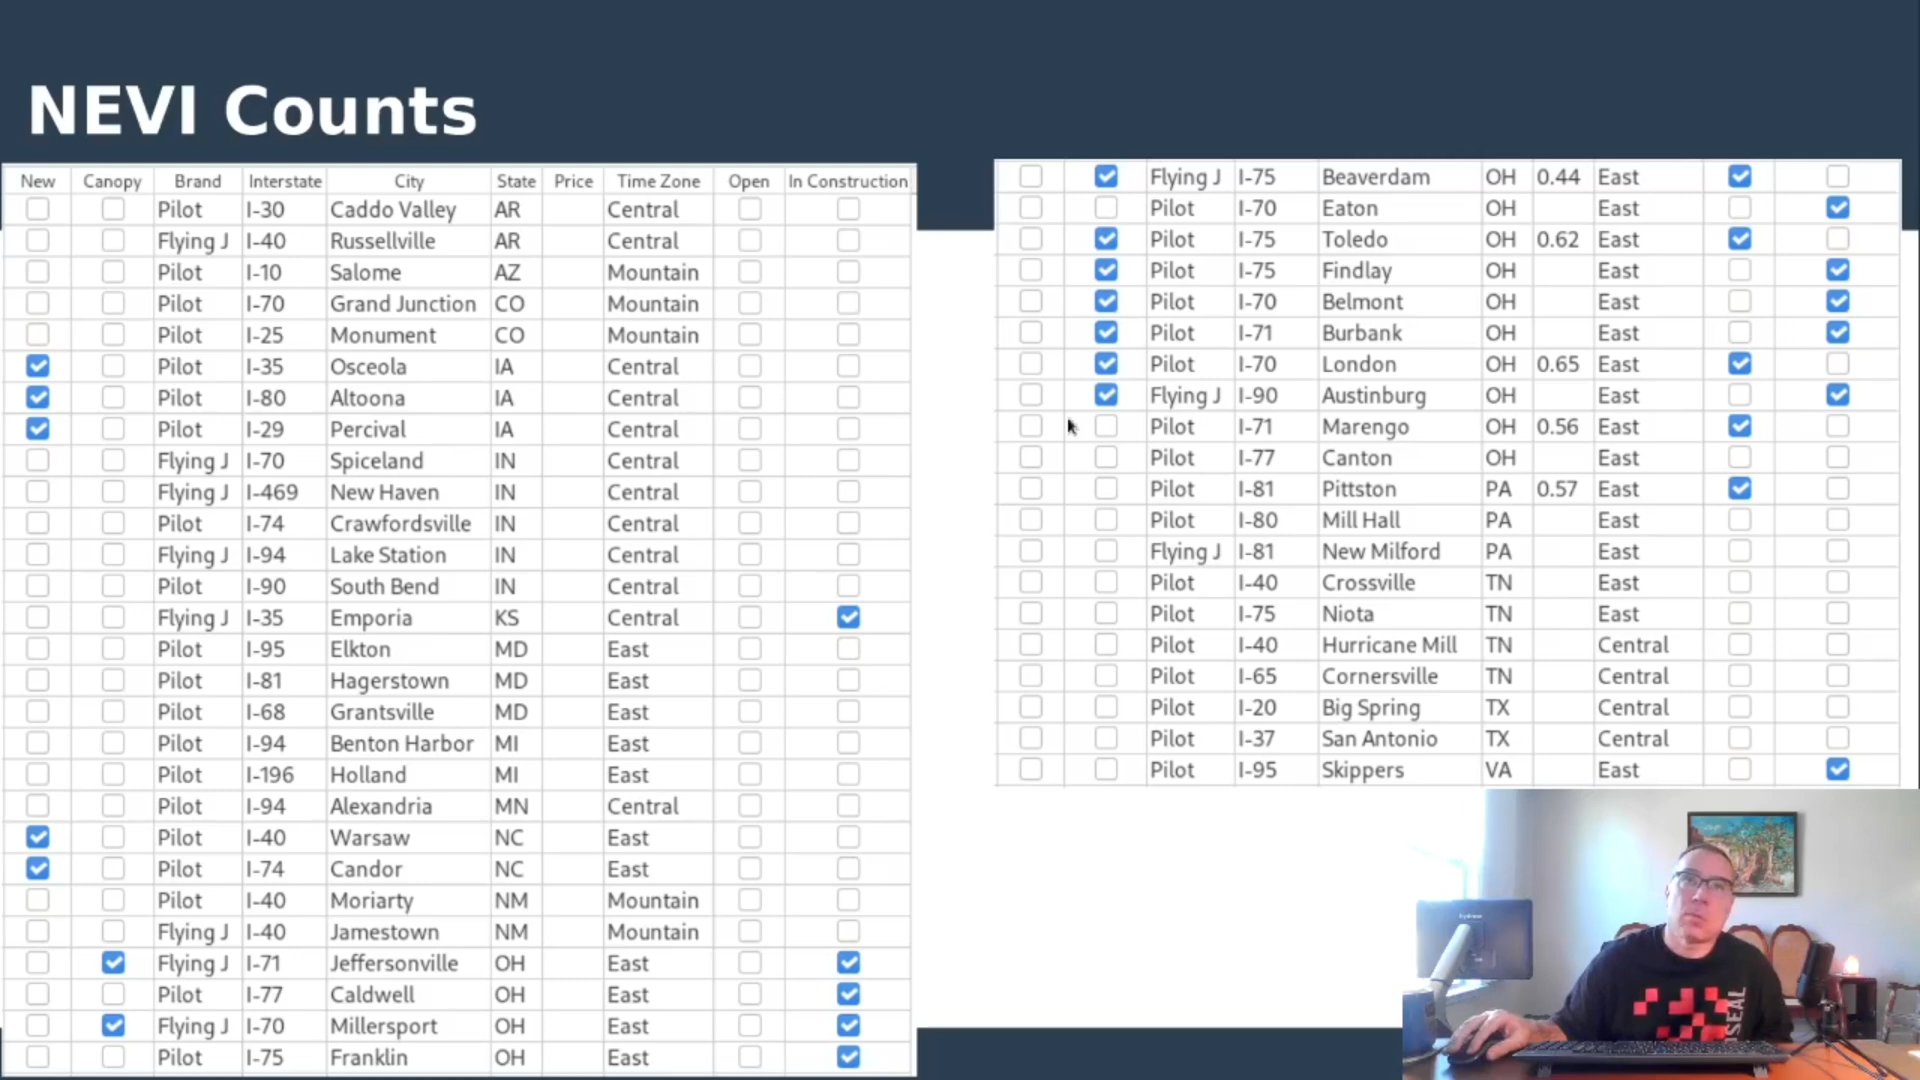 NEVI Counts
New Canopy Brand Interstate City State Price Time Zone Open In Construction
Pilot I-30 Caddo Valley AR Central
Flying J I-40 Russellville AR Central
Pilot I-10 Salome AZ Mountain
Pilot I-70 Grand Junction CO Mountain
Pilot I-25 Monument CO Mountain
Pilot I-35 Osceola IA Central
Pilot I-80 Altoona IA Central
Pilot I-29 Percival IA Central
Flying J I-70 Spiceland IN Central
Flying J I-469 New Haven IN Central
Pilot I-74 Crawfordsville IN Central
Flying J I-94 Lake Station IN Central
Pilot I-90 South Bend IN Central
Flying J I-35 Emporia KS Central
Pilot I-95 Elkton MD East
Pilot I-81 Hagerstown MD East
Pilot I-68 Grantsville MD East
Pilot I-94 Benton Harbor MI East
Pilot I-196 Holland MI East
Pilot I-94 Alexandria MN Central
Pilot I-40 Warsaw NC East
Pilot I-74 Candor NC East
Pilot I-40 Moriarty NM Mountain
Flying J I-40 Jamestown NM Mountain
Flying J I-71 Jeffersonville OH East
Pilot I-77 Caldwell OH East
Flying J I-70 Millersport OH East
Pilot I-75 Franklin OH East
Flying J I-75 Beaverdam OH 0.44 East
Pilot I-70 Eaton OH East
Pilot I-75 Toledo OH 0.62 East
Pilot I-75 Findlay OH East
Pilot I-70 Belmont OH East
Pilot I-71 Burbank OH East
Pilot I-70 London OH 0.65 East
Flying J I-90 Austinburg OH East
Pilot I-71 Marengo OH 0.56 East
Pilot I-77 Canton OH East
Pilot I-81 Pittston PA 0.57 East
Pilot I-80 Mill Hall PA East
Flying J I-81 New Milford PA East
Pilot I-40 Crossville TN East
Pilot I-75 Niota TN East
Pilot I-40 Hurricane Mill TN Central
Pilot I-65 Cornersville TN Central
Pilot I-20 Big Spring TX Central
Pilot I-37 San Antonio TX Central
Pilot I-95 Skippers VA East